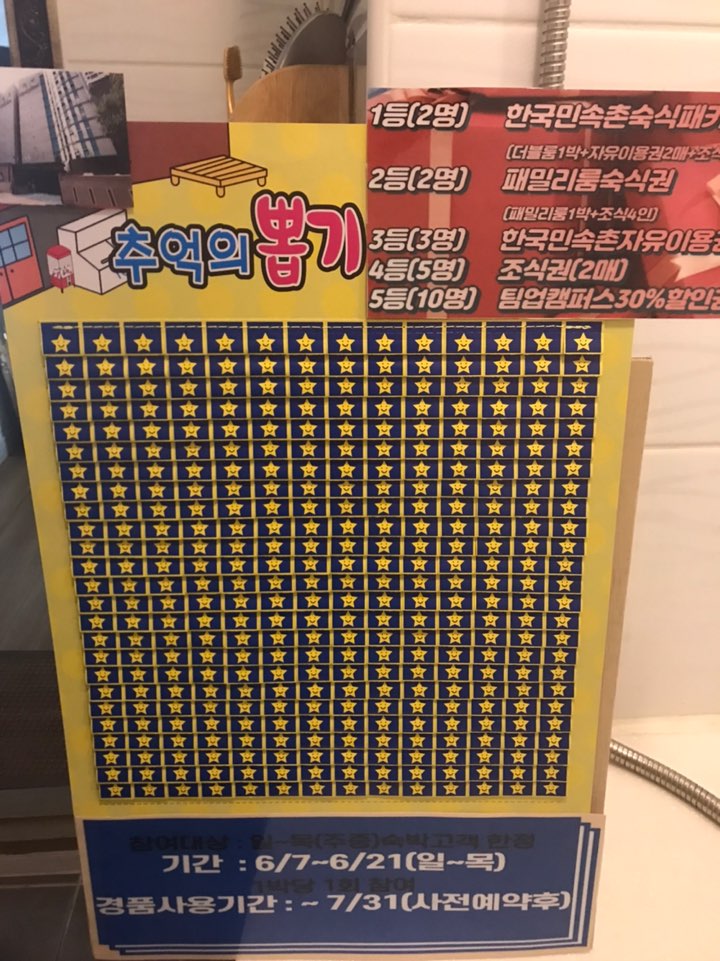 추억의 뽑기
1등(2명) 한국민속촌숙식패키
(더블룸1박+자유이용권2매+조식
2등(2명) 패밀리룸숙식권
(패밀리룸1박+조식4인)
3등(3명) 한국민속촌자유이용권
4등(5명) 조식권(2매)
5등(10명) 팀업캠퍼스30%할인권
참여대상 : 일~목(주중)숙박고객 한정
기간 : 6/7~6/21(일~목)
1박당 1회 참여
경품사용기간 : ~ 7/31(사전예약후)